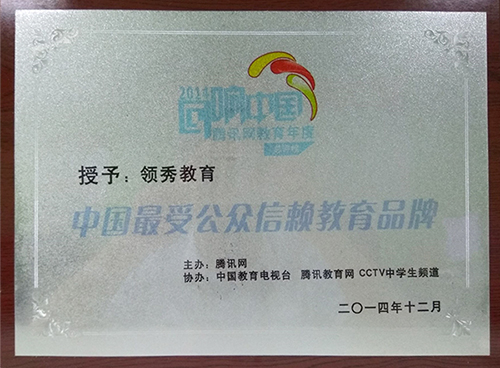 2014
回响中国
腾讯网教育年度
授予：领秀教育
中国最受公众信赖教育品牌
主办：腾讯网
协办：中国教育电视台 腾讯教育网 CCTV中学生频道
二〇一四年十二月